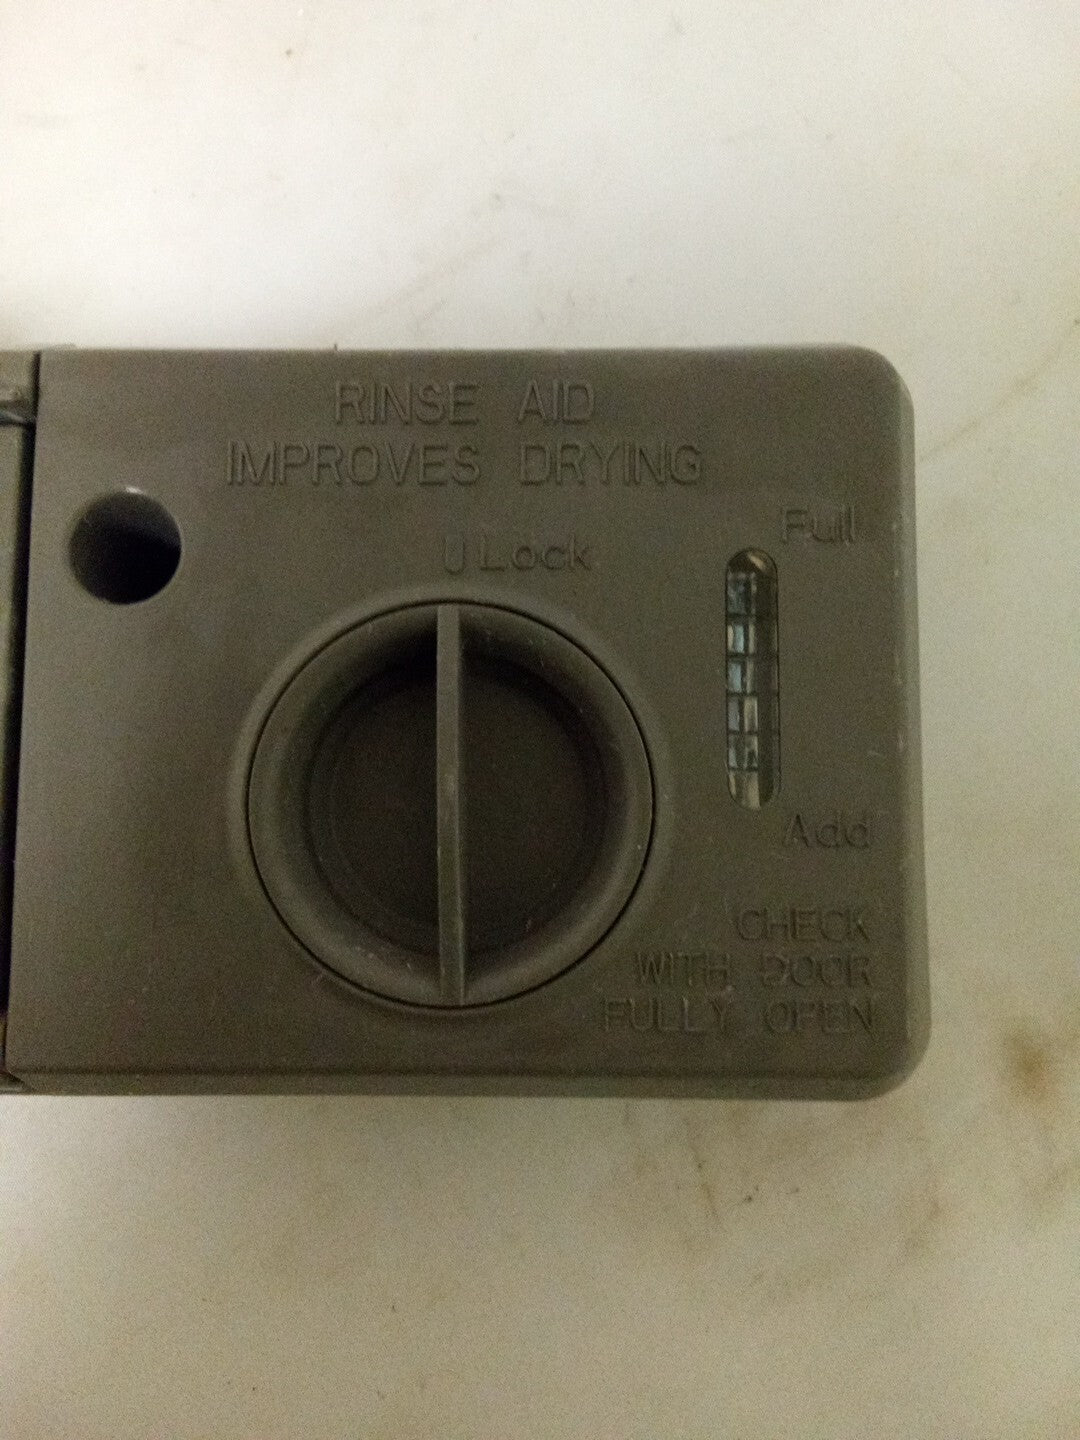 RINSE AID
IMPROVES DRYING
Lock
Full
Add
CHECK
WITH DOOR
FULLY OPEN